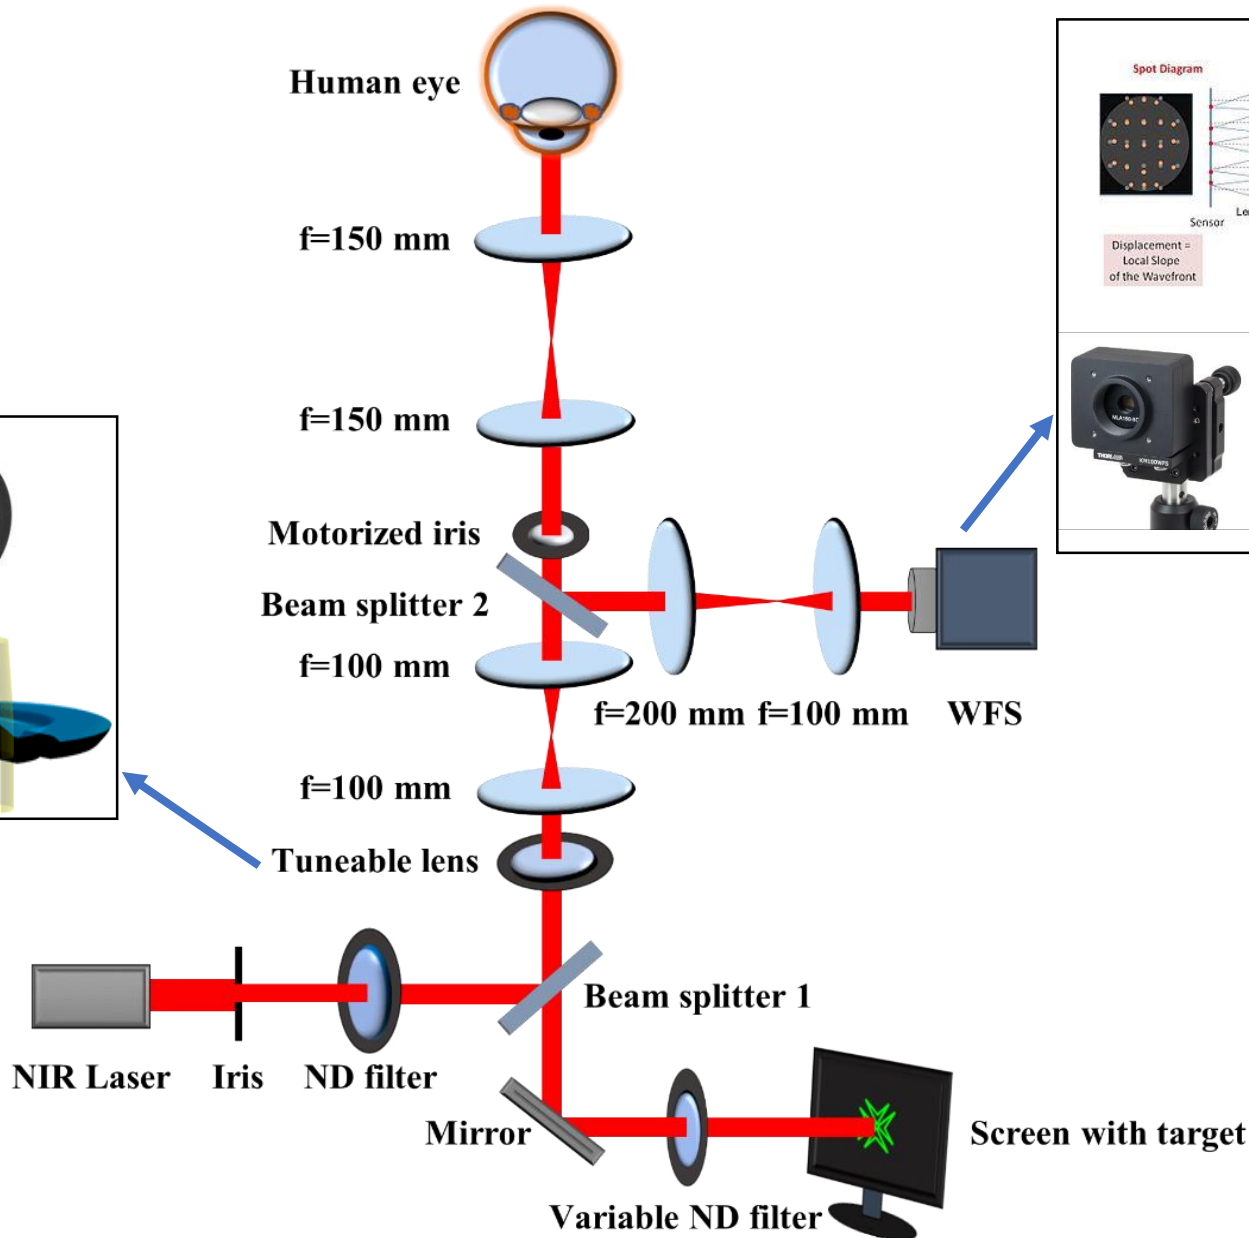 Human eye
Spot Diagram
Sensor
Displacement =
Local Slope
of the Wavefront
f=150 mm
f=150 mm
Motorized iris
Beam splitter 2
f=100 mm
f=200 mm f=100 mm WFS
f=100 mm
Tuneable lens
Beam splitter 1
NIR Laser Iris ND filter
Mirror
Screen with target
Variable ND filter